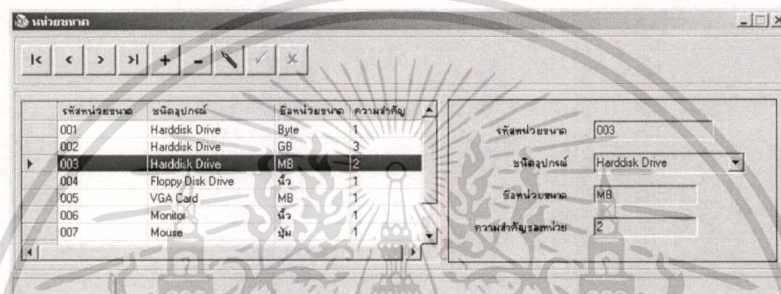 หน่วยขนาด
รหัสหน่วยขนาด ชนิดอุปกรณ์ ชื่อหน่วยขนาด ความสำคัญ
001 Harddisk Drive Byte 1
002 Harddisk Drive GB 3
003 Harddisk Drive MB 2
004 Floppy Disk Drive นิ้ว 1
005 VGA Card MB 1
006 Monitor นิ้ว 1
007 Mouse ปุ่ม 1
รหัสหน่วยขนาด 003
ชนิดอุปกรณ์ Harddisk Drive
ชื่อหน่วยขนาด MB
ความสำคัญของหน่วย 2